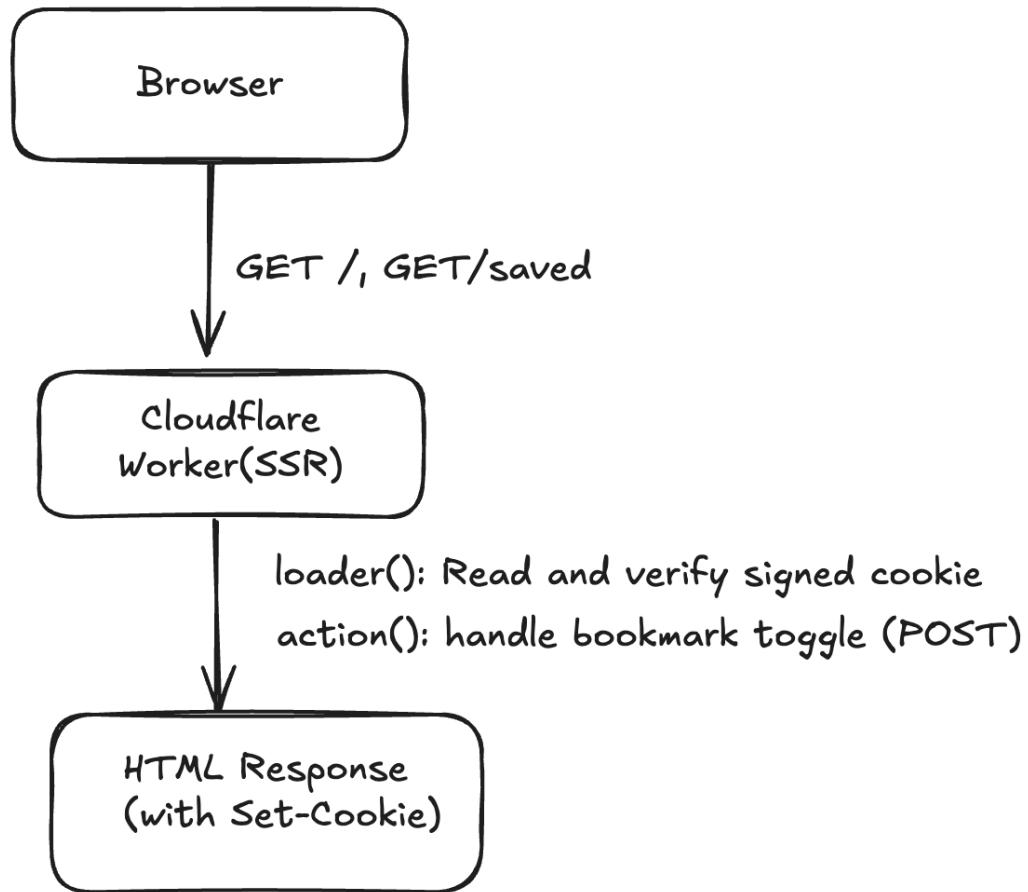 Browser
GET /, GET/saved
Cloudflare
Worker(SSR)
loader(): Read and verify signed cookie
action(): handle bookmark toggle (POST)
HTML Response
(with Set-Cookie)